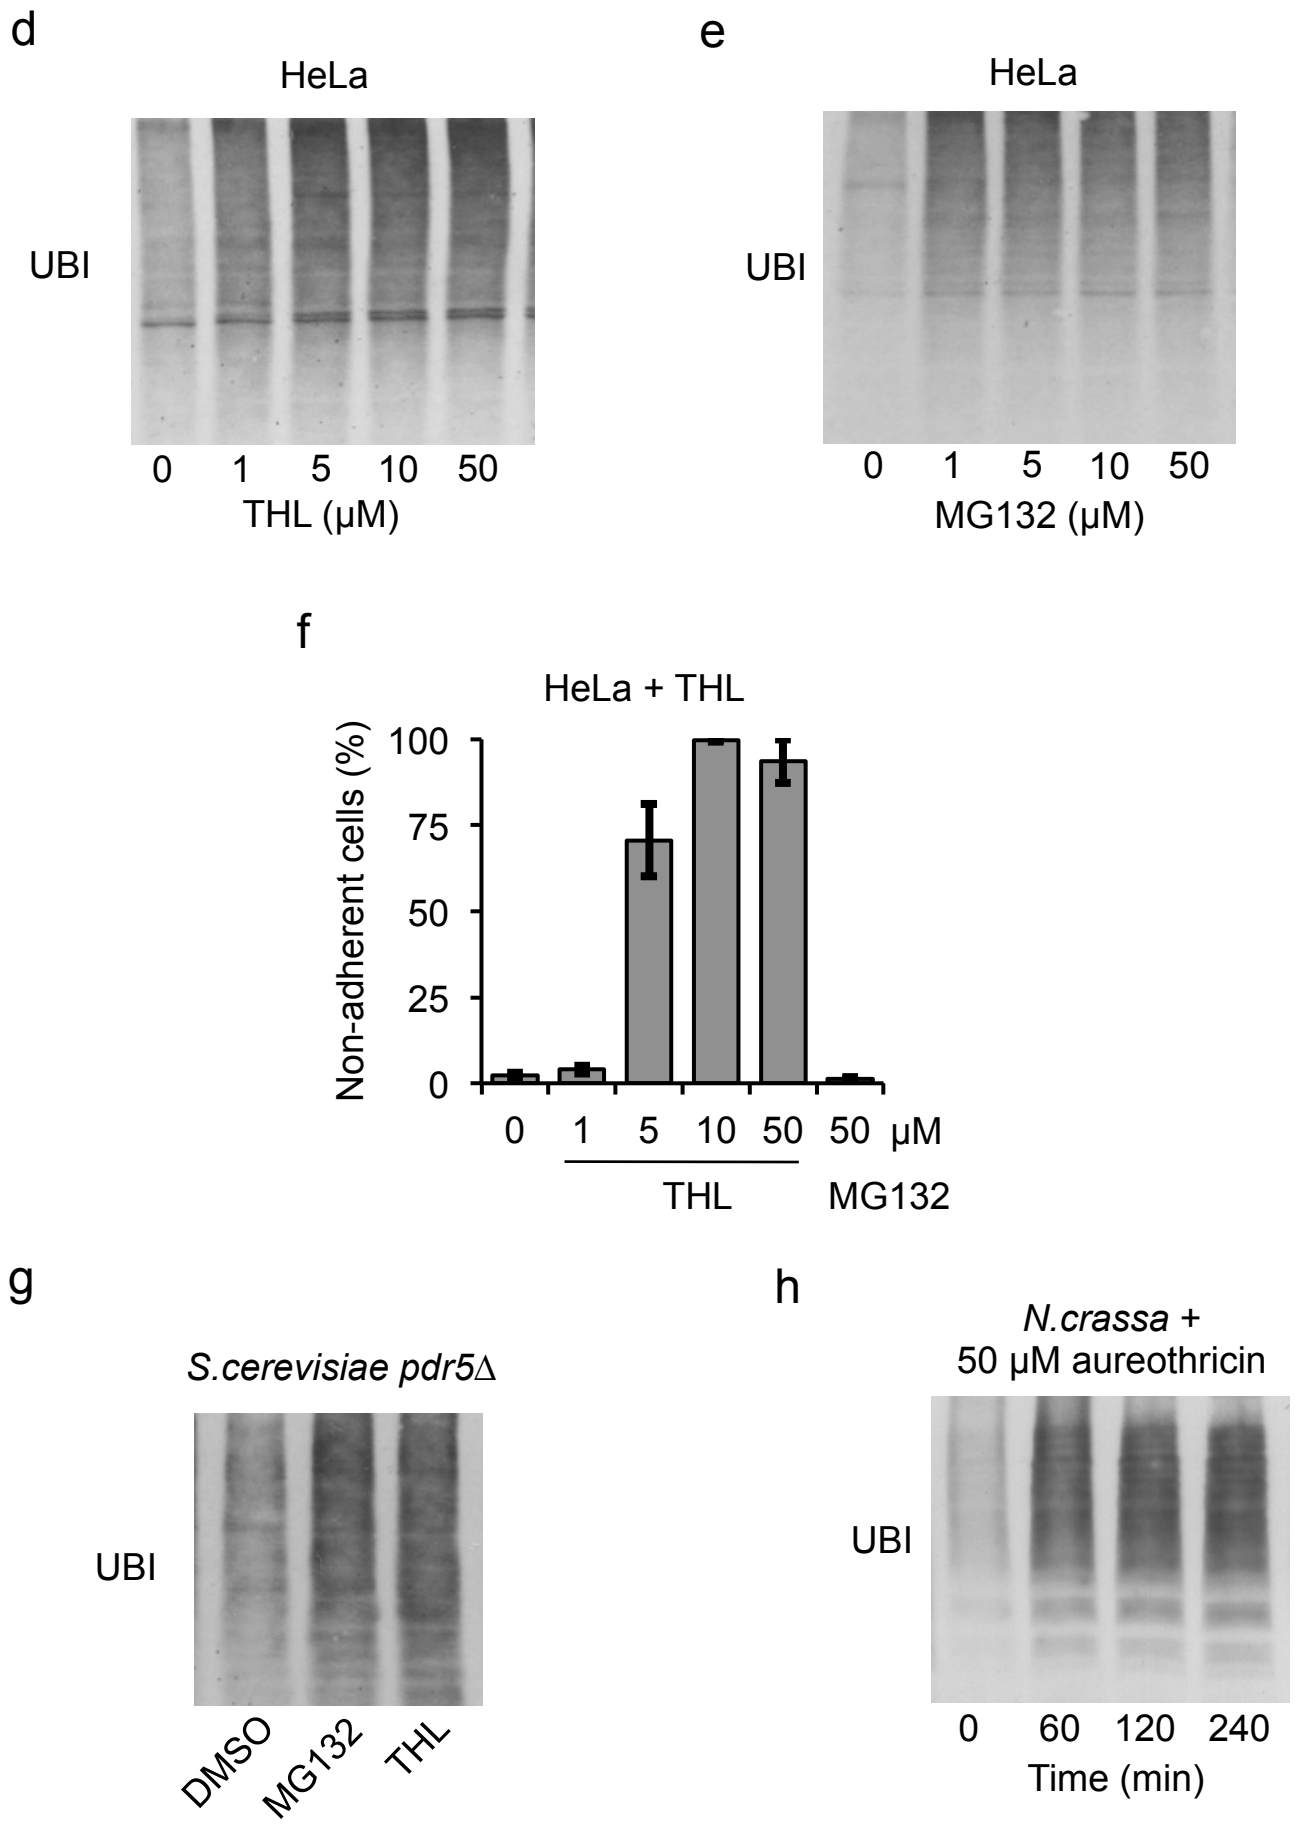 d
e
HeLa
HeLa
UBI
UBI
0 1 5 10 50
THL (µM)
0 1 5 10 50
MG132 (µM)
f
HeLa + THL
Non-adherent cells (%)
100
75
50
25
0
0 1 5 10 50 50 µM
THL
MG132
g
h
S.cerevisiae pdr5Δ
UBI
DMSO
MG132
THL
N.crassa +
50 µM aureothricin
UBI
0 60 120 240
Time (min)